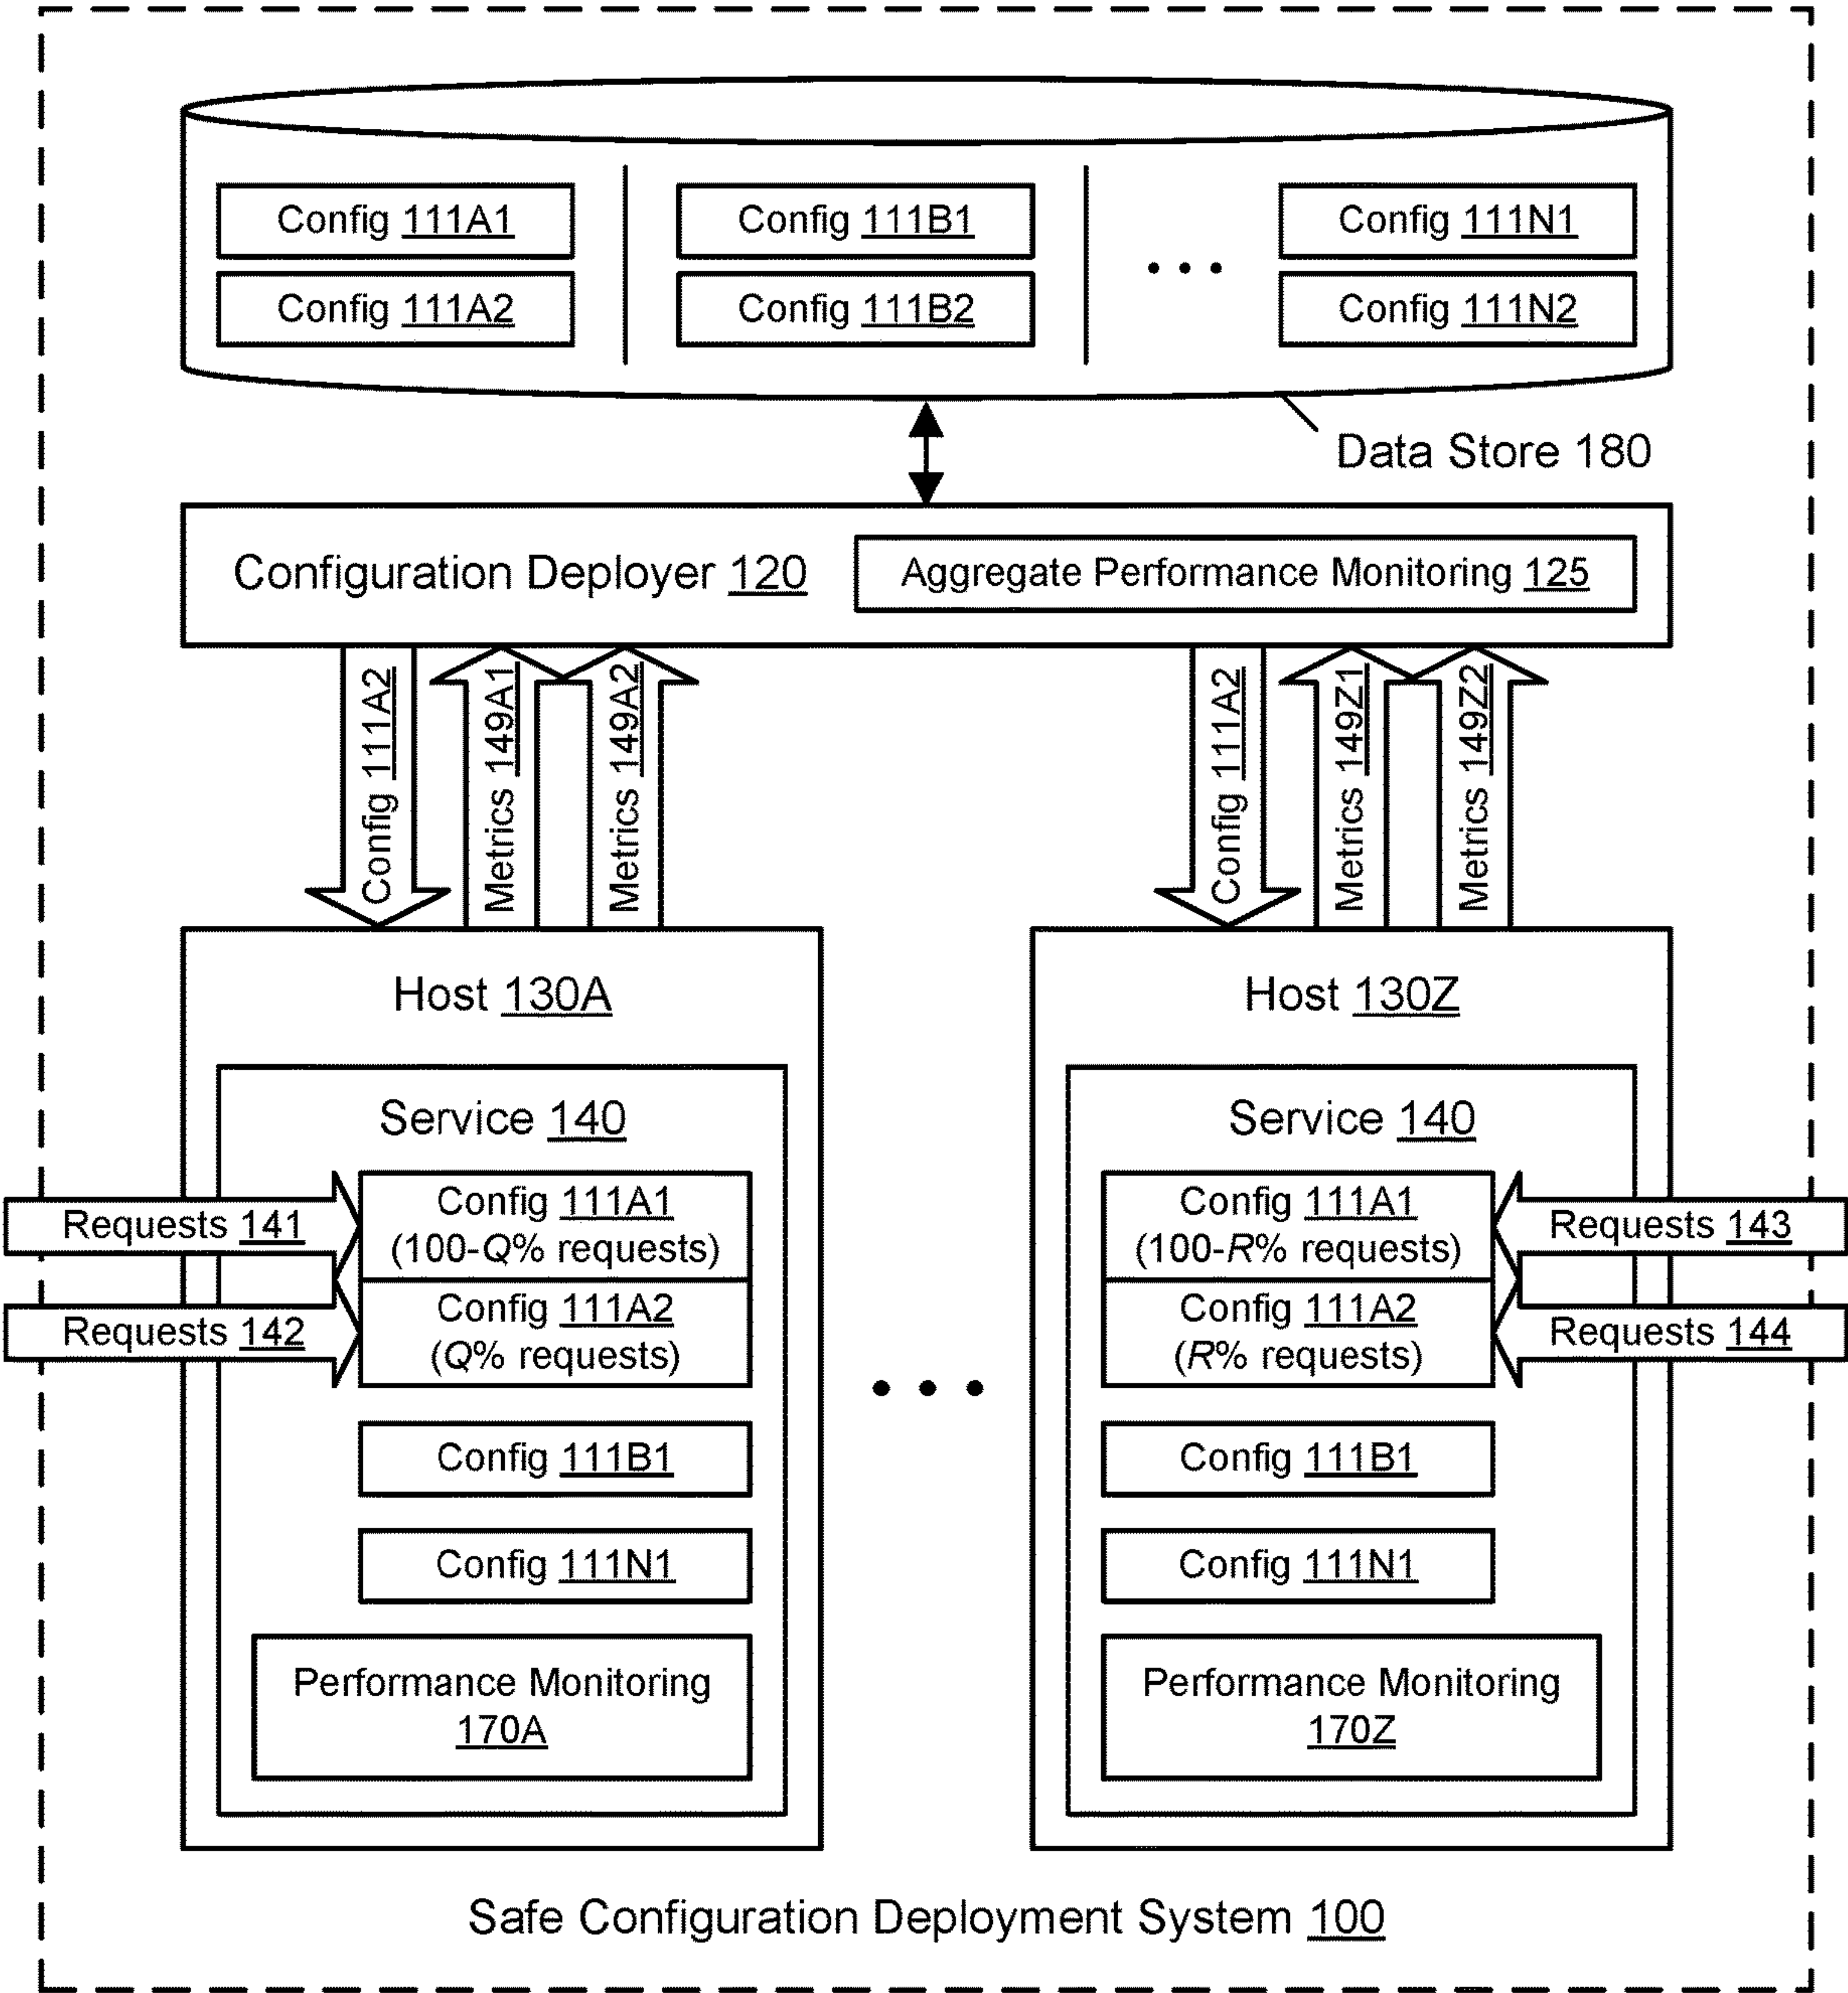 Config 111A1
Config 111B1
Config 111N1
Config 111A2
Config 111B2
• • •
Config 111N2
Data Store 180
Configuration Deployer 120
Aggregate Performance Monitoring 125
Config 111A2
Metrics 149A1
Metrics 149A2
Config 111A2
Metrics 149Z1
Metrics 149Z2
Host 130A
Service 140
Requests 141
Config 111A1
(100-Q% requests)
Requests 142
Config 111A2
(Q% requests)
Config 111B1
Config 111N1
Performance Monitoring
170A
• • •
Host 130Z
Service 140
Config 111A1
(100-R% requests)
Requests 143
Config 111A2
(R% requests)
Requests 144
Config 111B1
Config 111N1
Performance Monitoring
170Z
Safe Configuration Deployment System 100